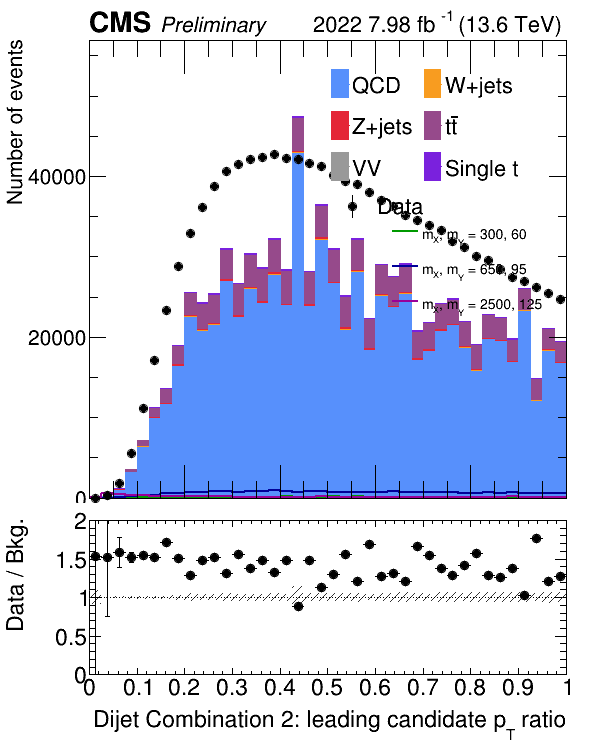 CMS Preliminary 2022 7.98 fb -1 (13.6 TeV)
Number of events
QCD W+jets
Z+jets tt̄
VV Single t
Data
mX, mY = 300, 60
mX, mY = 650, 95
mX, mY = 2500, 125
40000
20000
0
Data / Bkg.
2
1.5
1
0.5
0
0 0.1 0.2 0.3 0.4 0.5 0.6 0.7 0.8 0.9 1
Dijet Combination 2: leading candidate pT ratio